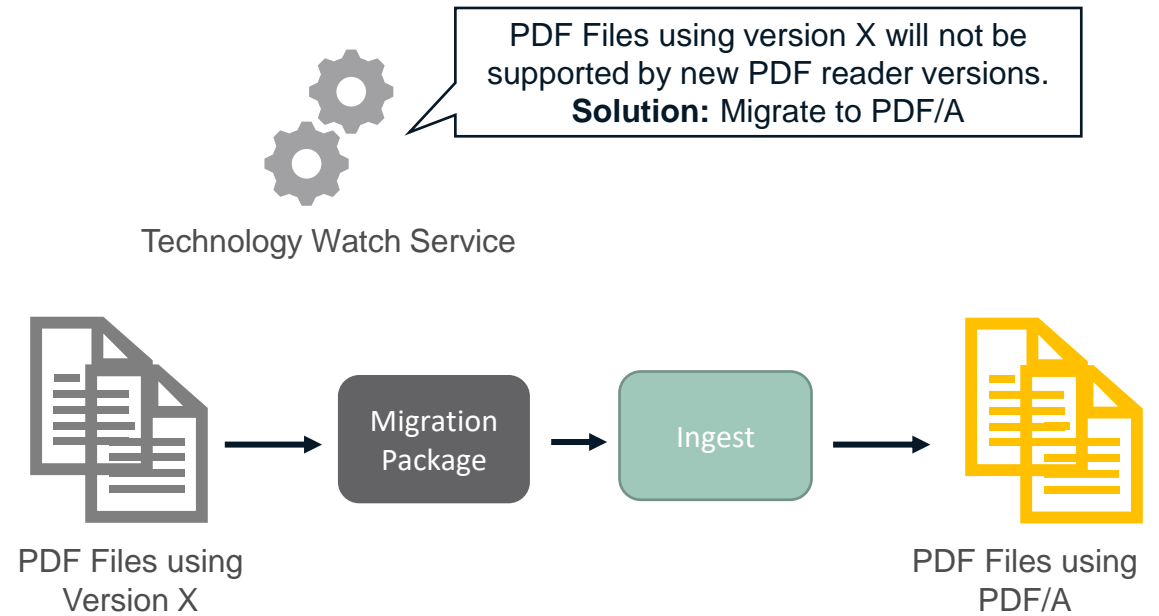 PDF Files using version X will not be
supported by new PDF reader versions.
Solution: Migrate to PDF/A
Technology Watch Service
Migration
Package
Ingest
PDF Files using
Version X
PDF Files using
PDF/A